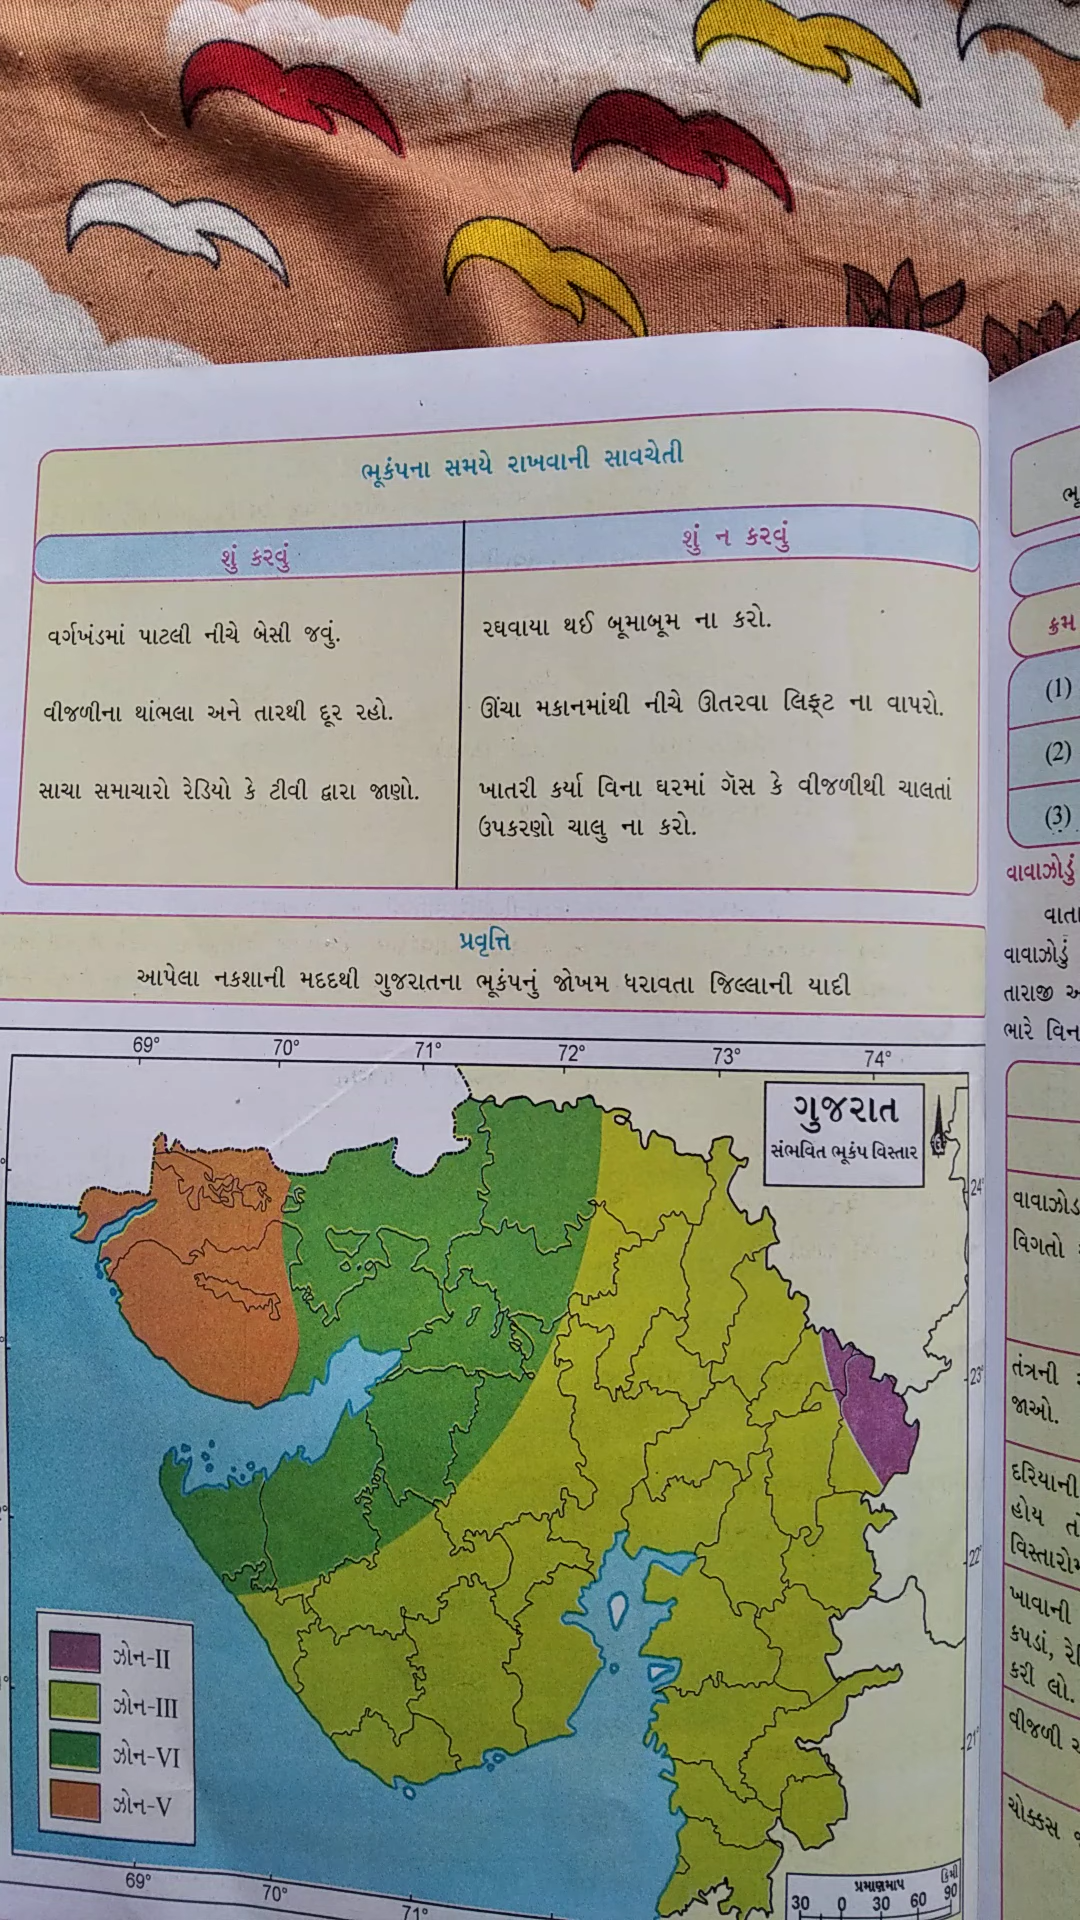 ભૂકંપના સમયે રાખવાની સાવચેતી
શું કરવું
શું ન કરવું
વર્ગખંડમાં પાટલી નીચે બેસી જવું.
રઘવાયા થઈ બૂમાબૂમ ના કરો.
વીજળીના થાંભલા અને તારથી દૂર રહો.
ઊંચા મકાનમાંથી નીચે ઊતરવા લિફ્ટ ના વાપરો.
સાચા સમાચારો રેડિયો કે ટીવી દ્વારા જાણો.
ખાતરી કર્યા વિના ઘરમાં ગૅસ કે વીજળીથી ચાલતાં
ઉપકરણો ચાલુ ના કરો.
પ્રવૃત્તિ
આપેલા નકશાની મદદથી ગુજરાતના ભૂકંપનું જોખમ ધરાવતા જિલ્લાની યાદી
69° 70° 71° 72° 73° 74°
ગુજરાત
સંભવિત ભૂકંપ વિસ્તાર
24°
23°
22°
21°
ઝોન-II
ઝોન-III
ઝોન-VI
ઝોન-V
69° 70° 71°
પ્રમાણમાપ
કિમી
30 0 30 60 90
ભૂ
ક્રમ
(1)
(2)
(3)
વાવાઝોડું
વાતા
વાવાઝોડું
તારાજી
ભારે વિન
વાવાઝોડ
વિગતો
તંત્રની
જાઓ.
દરિયાની
હોય તો
વિસ્તારોમ
ખાવાની
કપડાં, રે
કરી લો.
વીજળી
ચોક્કસ